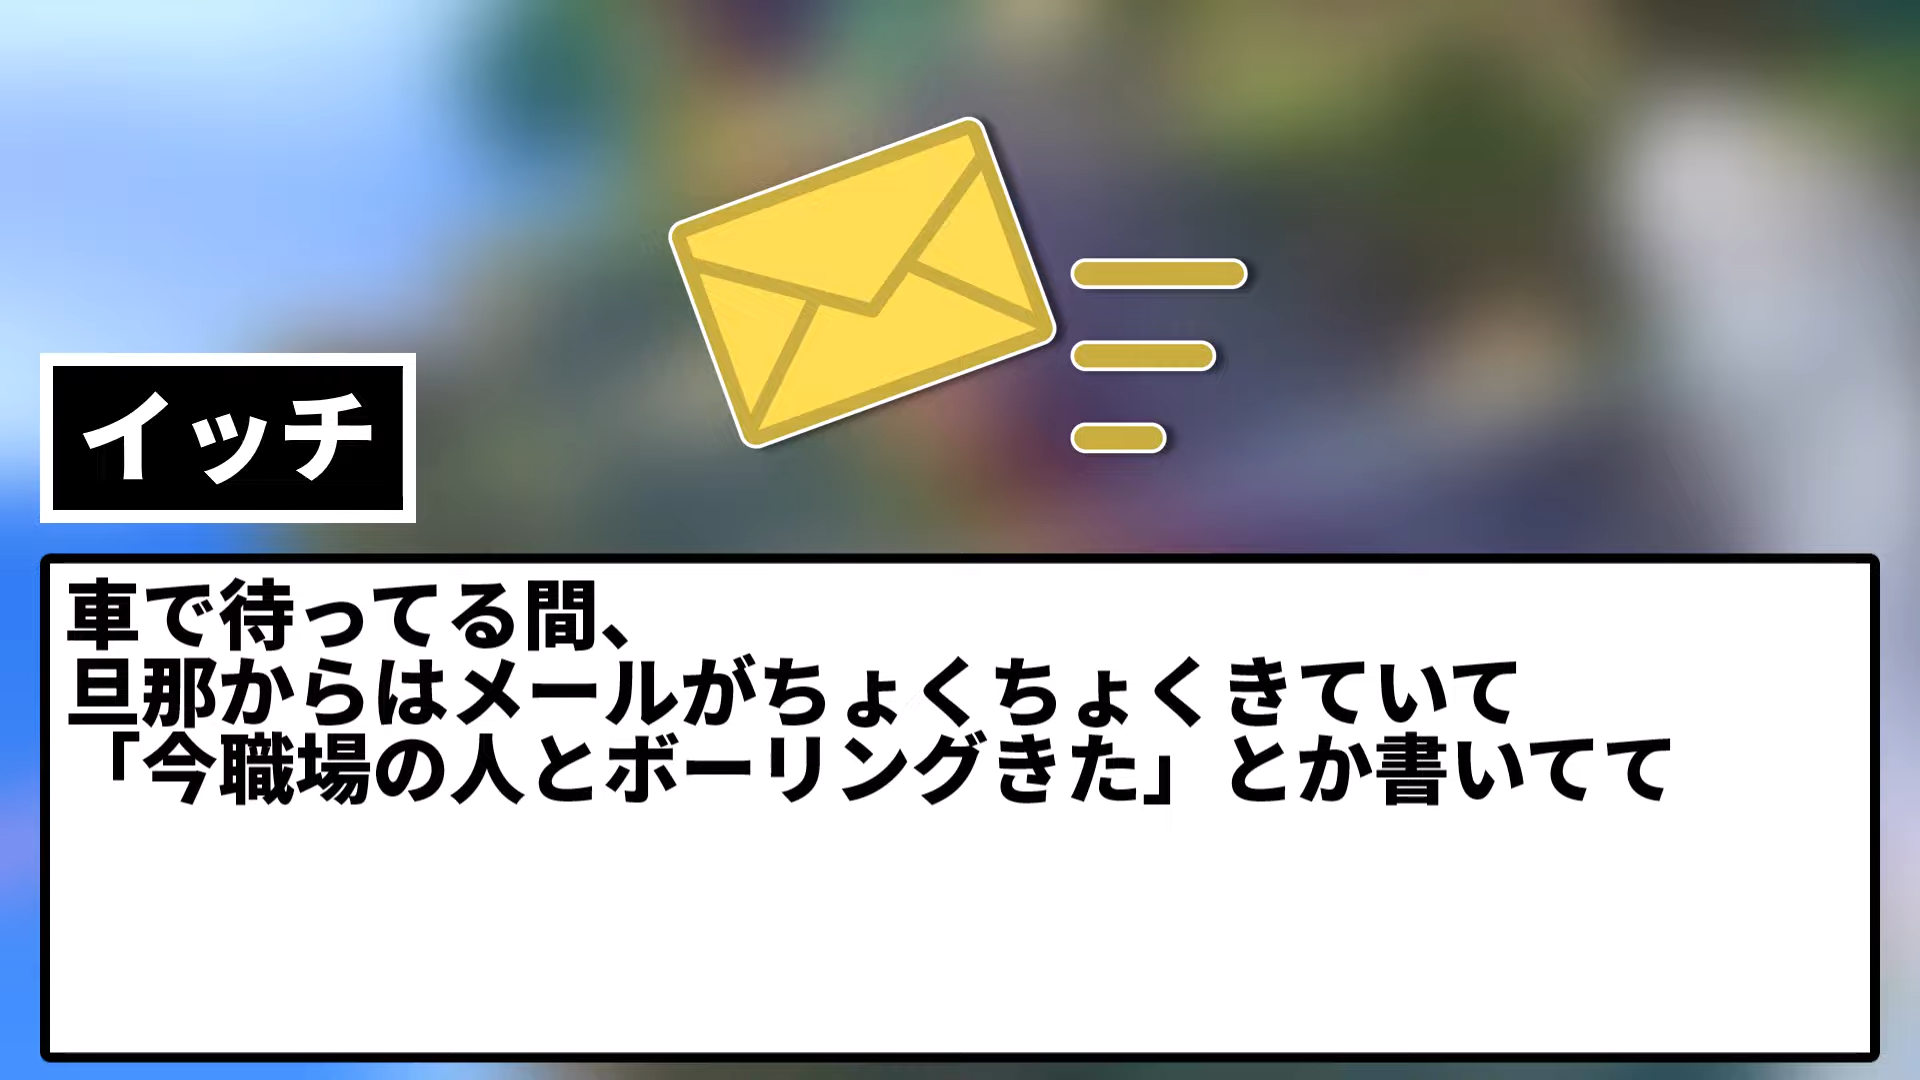 イッチ
車で待ってる間、
旦那からはメールがちょくちょくきていて
「今職場の人とボーリングきた」とか書いてて